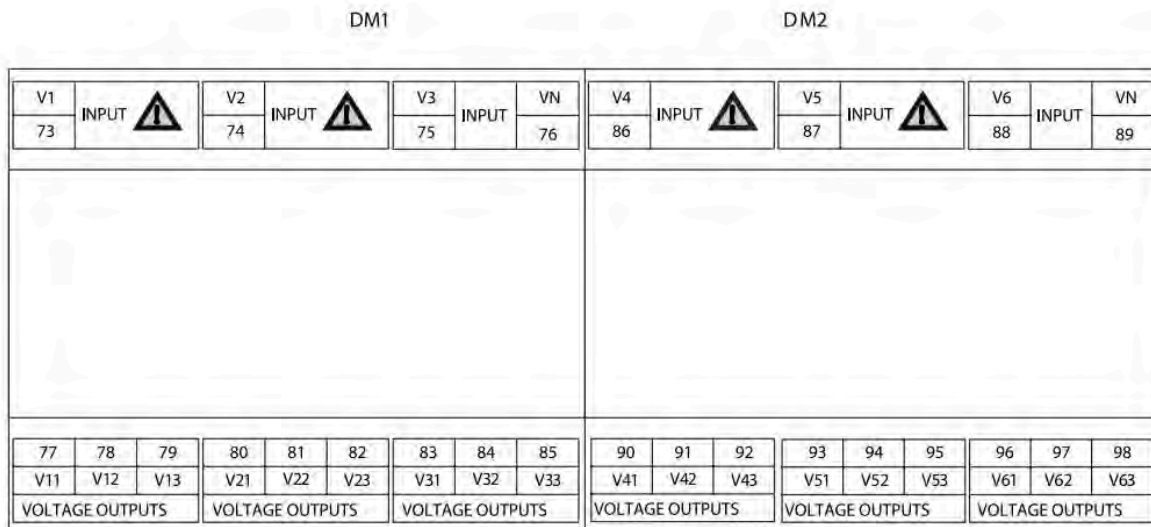 DM1 DM2
V1 INPUT V2 INPUT V3 INPUT VN V4 INPUT V5 INPUT V6 INPUT VN
73 74 75 76 86 87 88 89
77 78 79 80 81 82 83 84 85 90 91 92 93 94 95 96 97 98
V11 V12 V13 V21 V22 V23 V31 V32 V33 V41 V42 V43 V51 V52 V53 V61 V62 V63
VOLTAGE OUTPUTS VOLTAGE OUTPUTS VOLTAGE OUTPUTS VOLTAGE OUTPUTS VOLTAGE OUTPUTS VOLTAGE OUTPUTS